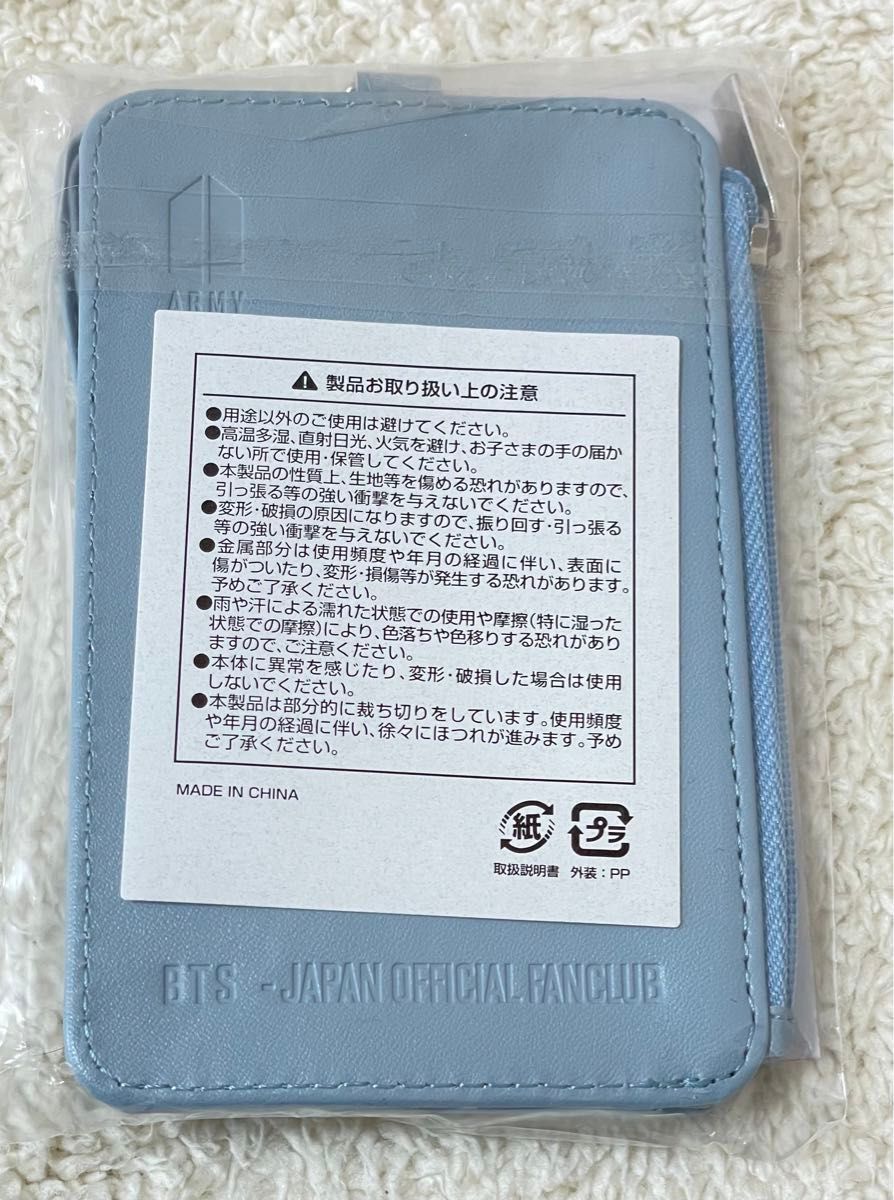 ARMY
製品お取り扱い上の注意
●用途以外のご使用は避けてください。
●高温多湿、直射日光、火気を避け、お子さまの手の届か
ない所で使用・保管してください。
●本製品の性質上、生地等を傷める恐れがありますので、
引っ張る等の強い衝撃を与えないでください。
●変形・破損の原因になりますので、振り回す・引っ張る
等の強い衝撃を与えないでください。
●金属部分は使用頻度や年月の経過に伴い、表面に
傷がついたり、変形・損傷等が発生する恐れがあります。
予めご了承ください。
●雨や汗による濡れた状態での使用や摩擦(特に湿った
状態での摩擦)により、色落ちや色移りする恐れがあり
ますので、ご注意ください。
●本体に異常を感じたり、変形・破損した場合は使用
しないでください。
●本製品は部分的に裁ち切りをしています。使用頻度
や年月の経過に伴い、徐々にほつれが進みます。予め
ご了承ください。
MADE IN CHINA
紙 プラ
取扱説明書 外装：PP
BTS -JAPAN OFFICIAL FANCLUB